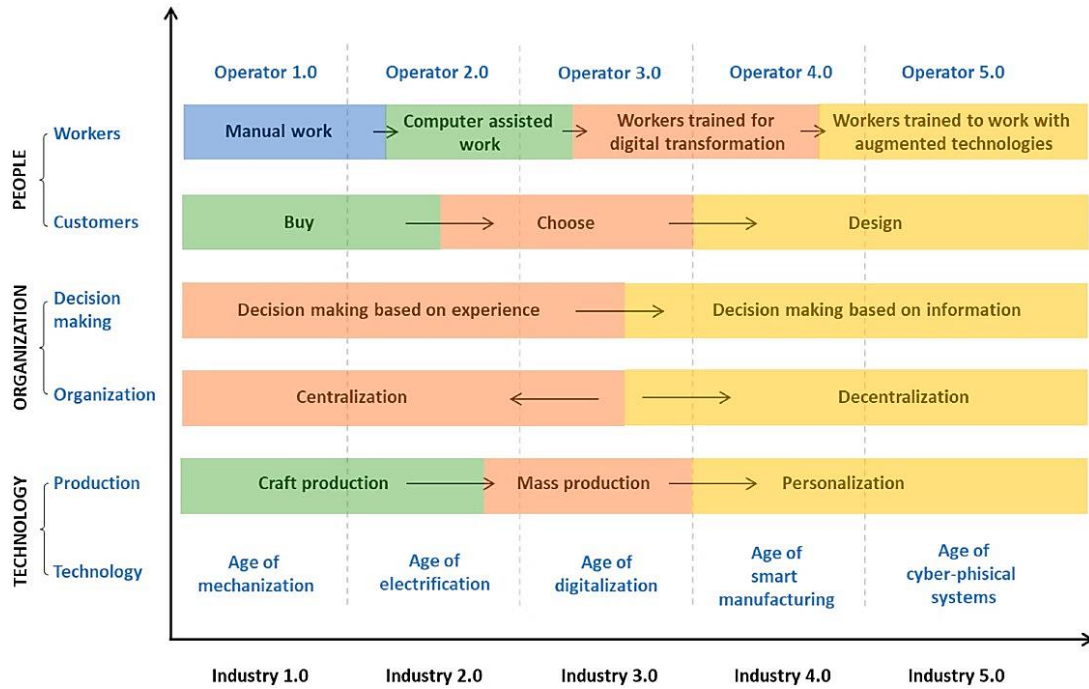 Operator 1.0
Operator 2.0
Operator 3.0
Operator 4.0
Operator 5.0
PEOPLE
Workers
Manual work
Computer assisted
work
Workers trained for
digital transformation
Workers trained to work with
augmented technologies
Customers
Buy
Choose
Design
ORGANIZATION
Decision
making
Decision making based on experience
Decision making based on information
Organization
Centralization
Decentralization
TECHNOLOGY
Production
Craft production
Mass production
Personalization
Technology
Age of
mechanization
Age of
electrification
Age of
digitalization
Age of
smart
manufacturing
Age of
cyber-phisical
systems
Industry 1.0
Industry 2.0
Industry 3.0
Industry 4.0
Industry 5.0